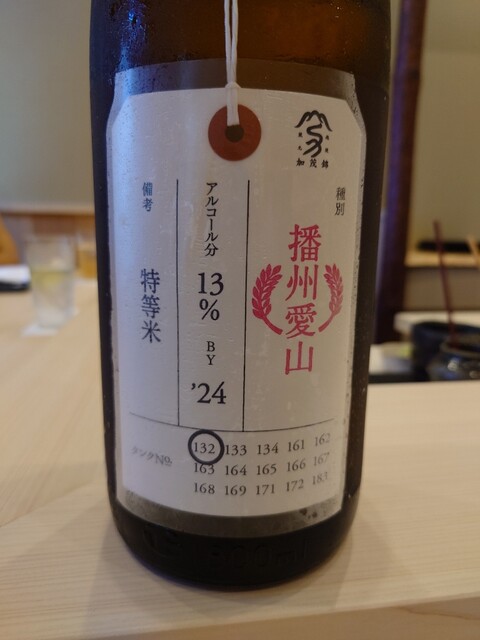 加茂錦
種別
播州愛山
アルコール分
13
%
BY
’24
備考
特等米
タンクNo
132 133 134 161 162
163 164 165 166 167
168 169 171 172 183